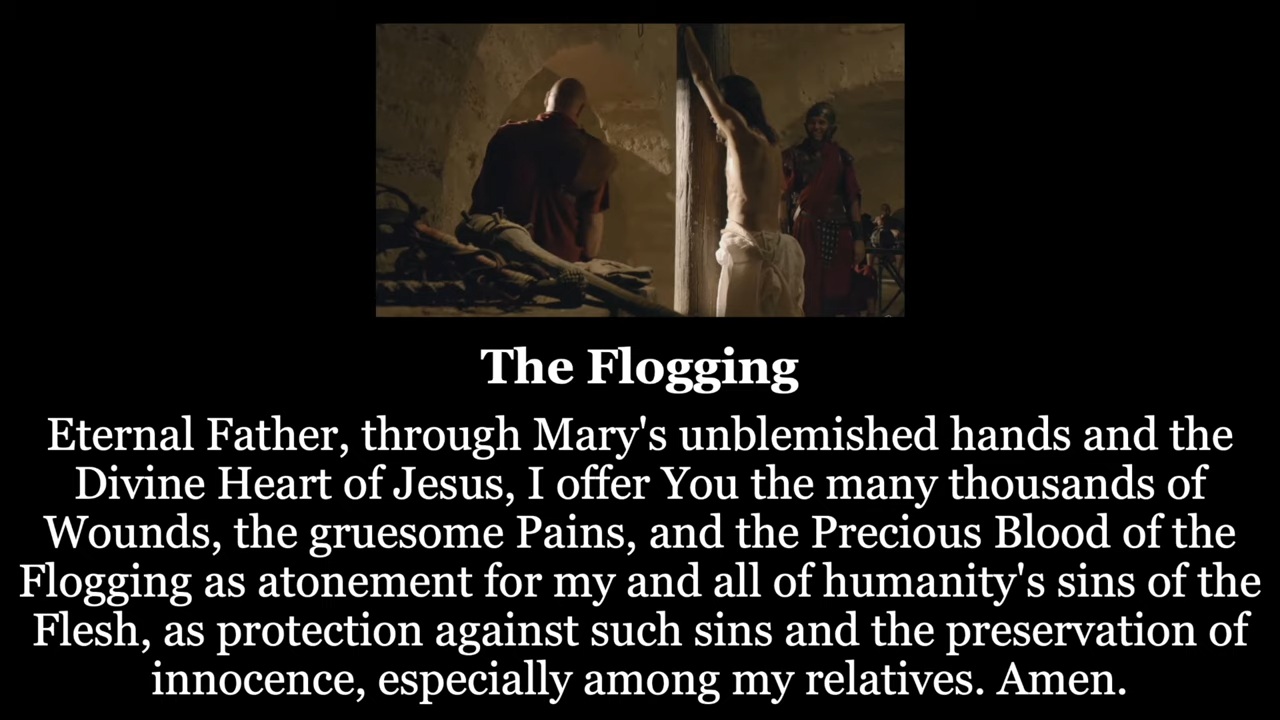 The Flogging
Eternal Father, through Mary's unblemished hands and the
Divine Heart of Jesus, I offer You the many thousands of
Wounds, the gruesome Pains, and the Precious Blood of the
Flogging as atonement for my and all of humanity's sins of the
Flesh, as protection against such sins and the preservation of
innocence, especially among my relatives. Amen.